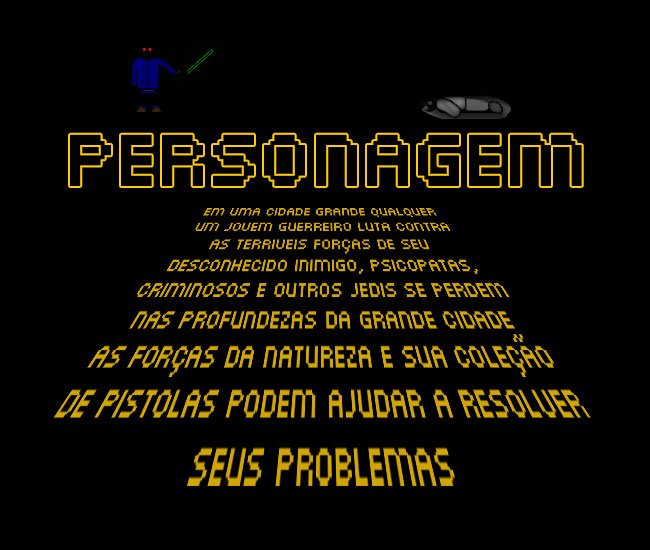 PERSONAGEM
EM UMA CIDADE GRANDE QUALQUER
UM JOVEM GUERREIRO LUTA CONTRA
AS TERRIVEIS FORÇAS DE SEU
DESCONHECIDO INIMIGO, PSICOPATAS,
CRIMINOSOS E OUTROS JEDIS SE PERDEM
NAS PROFUNDEZAS DA GRANDE CIDADE
AS FORÇAS DA NATUREZA E SUA COLEÇÃO
DE PISTOLAS PODEM AJUDAR A RESOLVER
SEUS PROBLEMAS